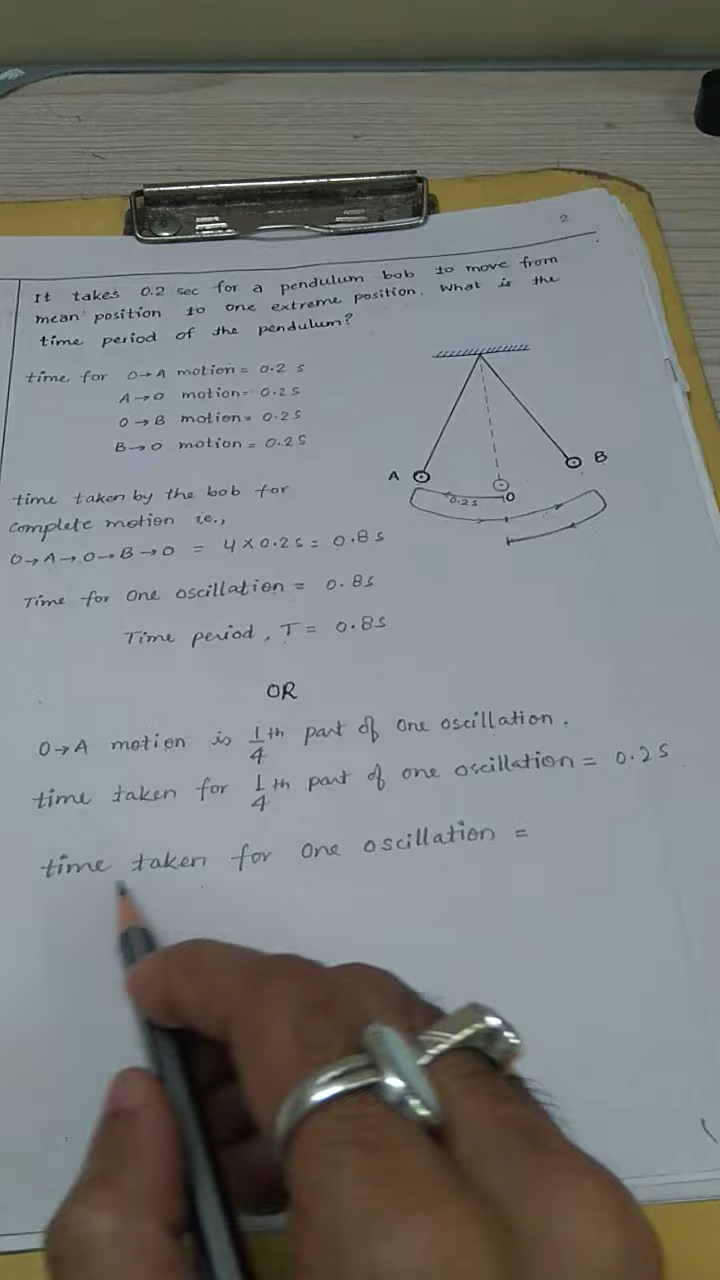 2
It takes 0.2 sec for a pendulum bob to move from
mean position to one extreme position. What is the
time period of the pendulum?
time for O→A motion = 0.2 s
A→O motion = 0.2 s
O→B motion = 0.2 s
B→O motion = 0.2 s
A
B
O
0.2 s
time taken by the bob for
complete motion ie.,
O→A→O→B→O = 4 × 0.2 s = 0.8 s
Time for one oscillation = 0.8 s
Time period, T = 0.8 s
OR
O→A motion is 1/4 th part of one oscillation.
time taken for 1/4 th part of one oscillation = 0.2 s
time taken for one oscillation =